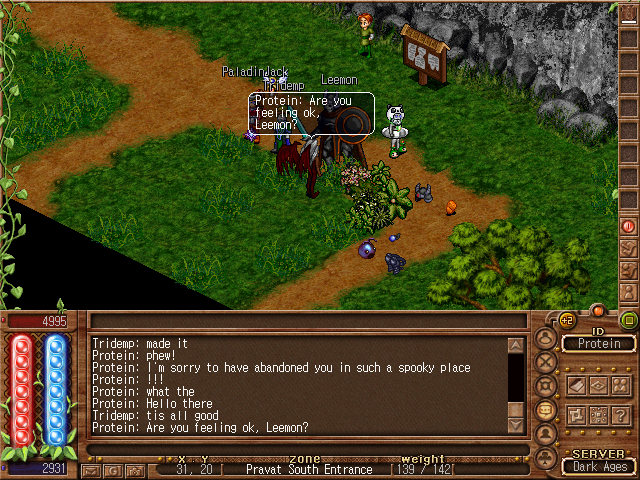 PaladinJack
Tridemp
Leemon
Protein: Are you
feeling ok,
Leemon?
4995
+2
ID
Protein
Tridemp: made it
Protein: phew!
Protein: I'm sorry to have abandoned you in such a spooky place
Protein: !!!
Protein: what the
Protein: Hello there
Tridemp: tis all good
Protein: Are you feeling ok, Leemon?
2931
x y zone weight
31, 20 [ Pravat South Entrance [139 / 142[
G
?
SERVER
Dark Ages